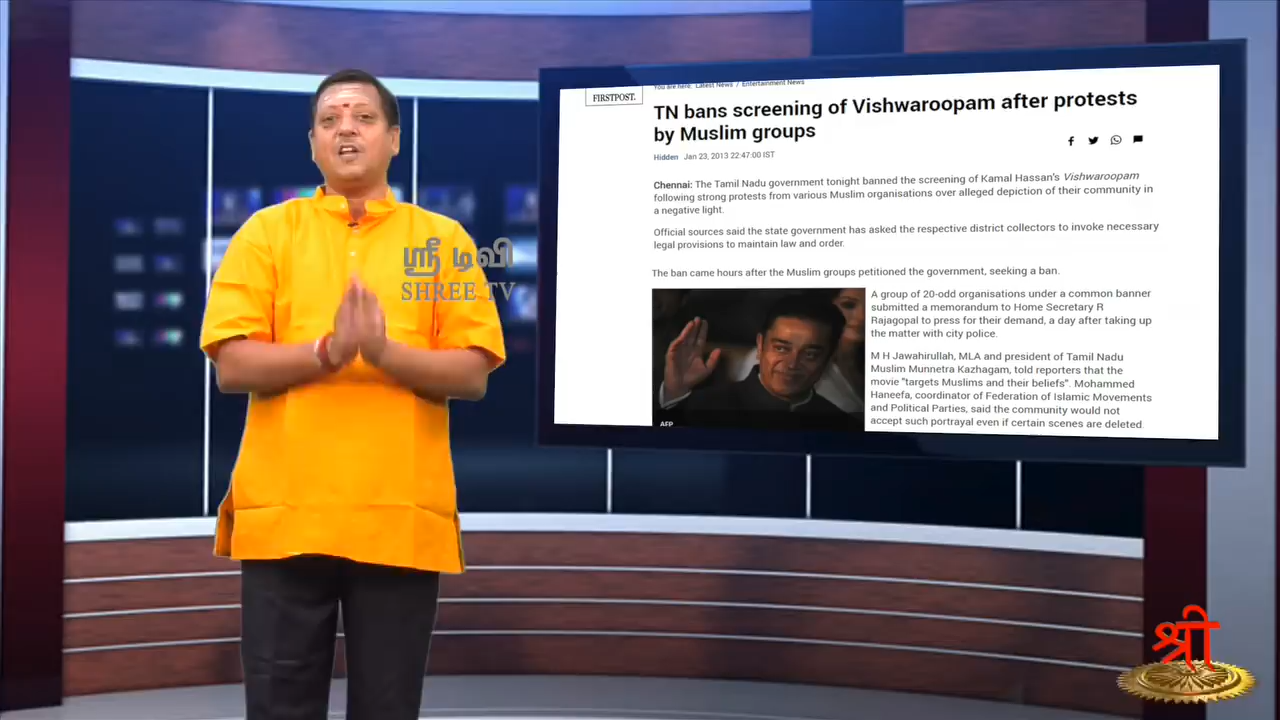 You are here: Latest News / Entertainment News
FIRSTPOST.
TN bans screening of Vishwaroopam after protests
by Muslim groups
Hidden Jan 23, 2013 22:47:00 IST
Chennai: The Tamil Nadu government tonight banned the screening of Kamal Hassan's Vishwaroopam
following strong protests from various Muslim organisations over alleged depiction of their community in
a negative light.
Official sources said the state government has asked the respective district collectors to invoke necessary
legal provisions to maintain law and order.
The ban came hours after the Muslim groups petitioned the government, seeking a ban.
A group of 20-odd organisations under a common banner
submitted a memorandum to Home Secretary R
Rajagopal to press for their demand, a day after taking up
the matter with city police.
M H Jawahirullah, MLA and president of Tamil Nadu
Muslim Munnetra Kazhagam, told reporters that the
movie "targets Muslims and their beliefs". Mohammed
Haneefa, coordinator of Federation of Islamic Movements
and Political Parties, said the community would not
accept such portrayal even if certain scenes are deleted.
AFP
ஸ்ரீ டிவி
SHREE TV
श्री